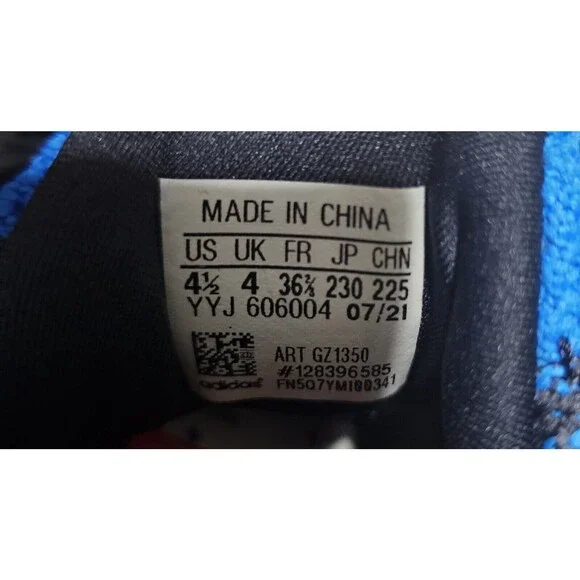 MADE IN CHINA
US UK FR JP CHN
4½ 4 36⅔ 230 225
YYJ 606004 07/21
ART GZ1350
#128396585
adidas FN5Q7YM100341